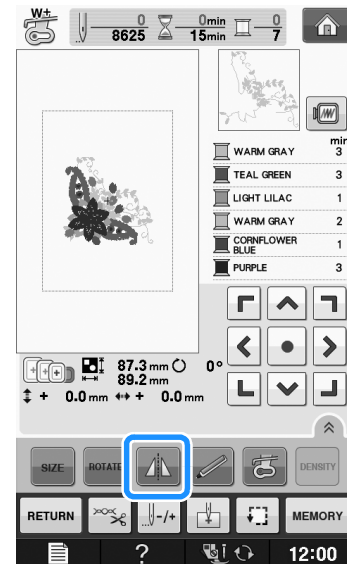 W+
0 0min 0
8625 15min 7
min
WARM GRAY 3
TEAL GREEN 3
LIGHT LILAC 1
WARM GRAY 2
CORNFLOWER
BLUE 1
PURPLE 3
87.3 mm 0°
89.2 mm
+ 0.0 mm + 0.0 mm
SIZE ROTATE DENSITY
RETURN -/+ MEMORY
? 12:00